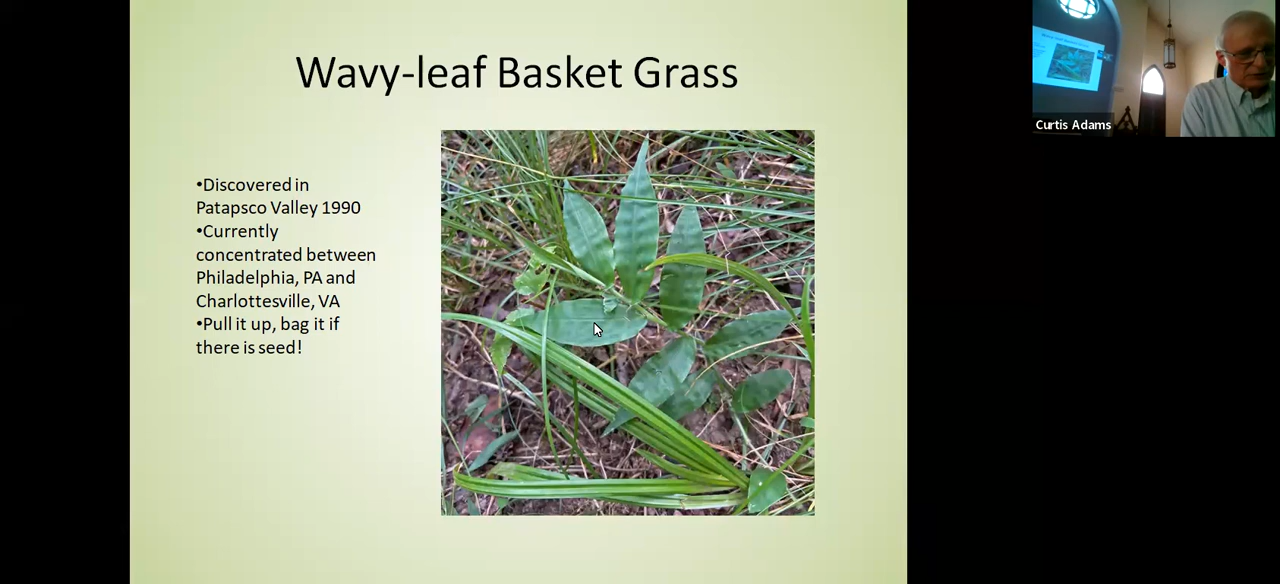 Wavy-leaf Basket Grass
•Discovered in
Patapsco Valley 1990
•Currently
concentrated between
Philadelphia, PA and
Charlottesville, VA
•Pull it up, bag it if
there is seed!
Curtis Adams